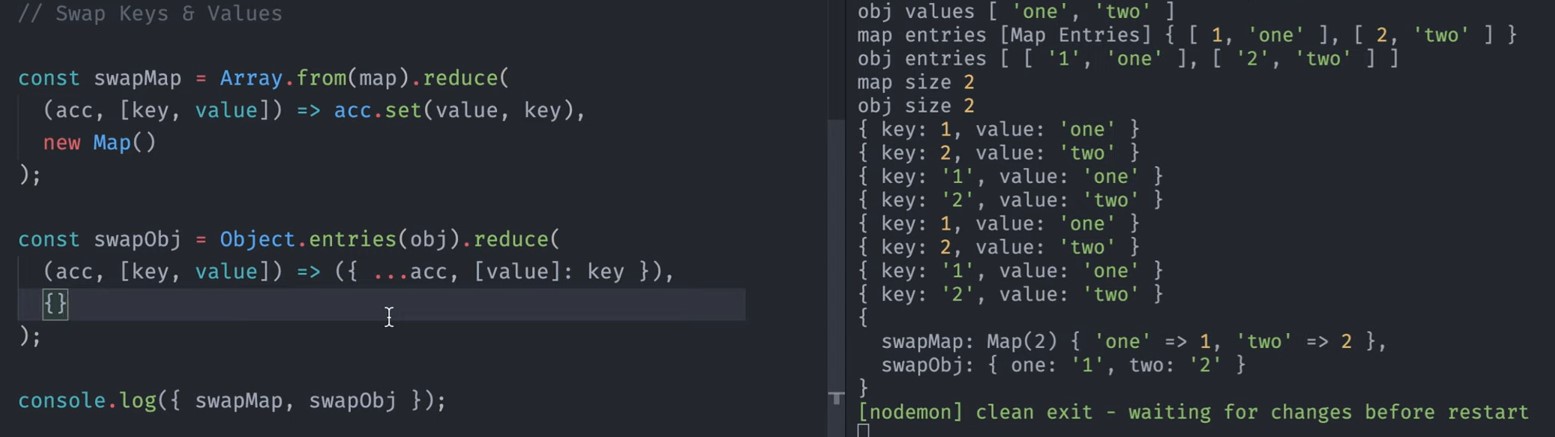 // Swap Keys & Values
const swapMap = Array.from(map).reduce(
(acc, [key, value]) => acc.set(value, key),
new Map()
);
const swapObj = Object.entries(obj).reduce(
(acc, [key, value]) => ({ ...acc, [value]: key }),
{}
);
console.log({ swapMap, swapObj });
obj values [ 'one', 'two' ]
map entries [Map Entries] { [ 1, 'one' ], [ 2, 'two' ] }
obj entries [ [ '1', 'one' ], [ '2', 'two' ] ]
map size 2
obj size 2
{ key: 1, value: 'one' }
{ key: 2, value: 'two' }
{ key: '1', value: 'one' }
{ key: '2', value: 'two' }
{ key: 1, value: 'one' }
{ key: 2, value: 'two' }
{ key: '1', value: 'one' }
{ key: '2', value: 'two' }
{
swapMap: Map(2) { 'one' => 1, 'two' => 2 },
swapObj: { one: '1', two: '2' }
}
[nodemon] clean exit - waiting for changes before restart